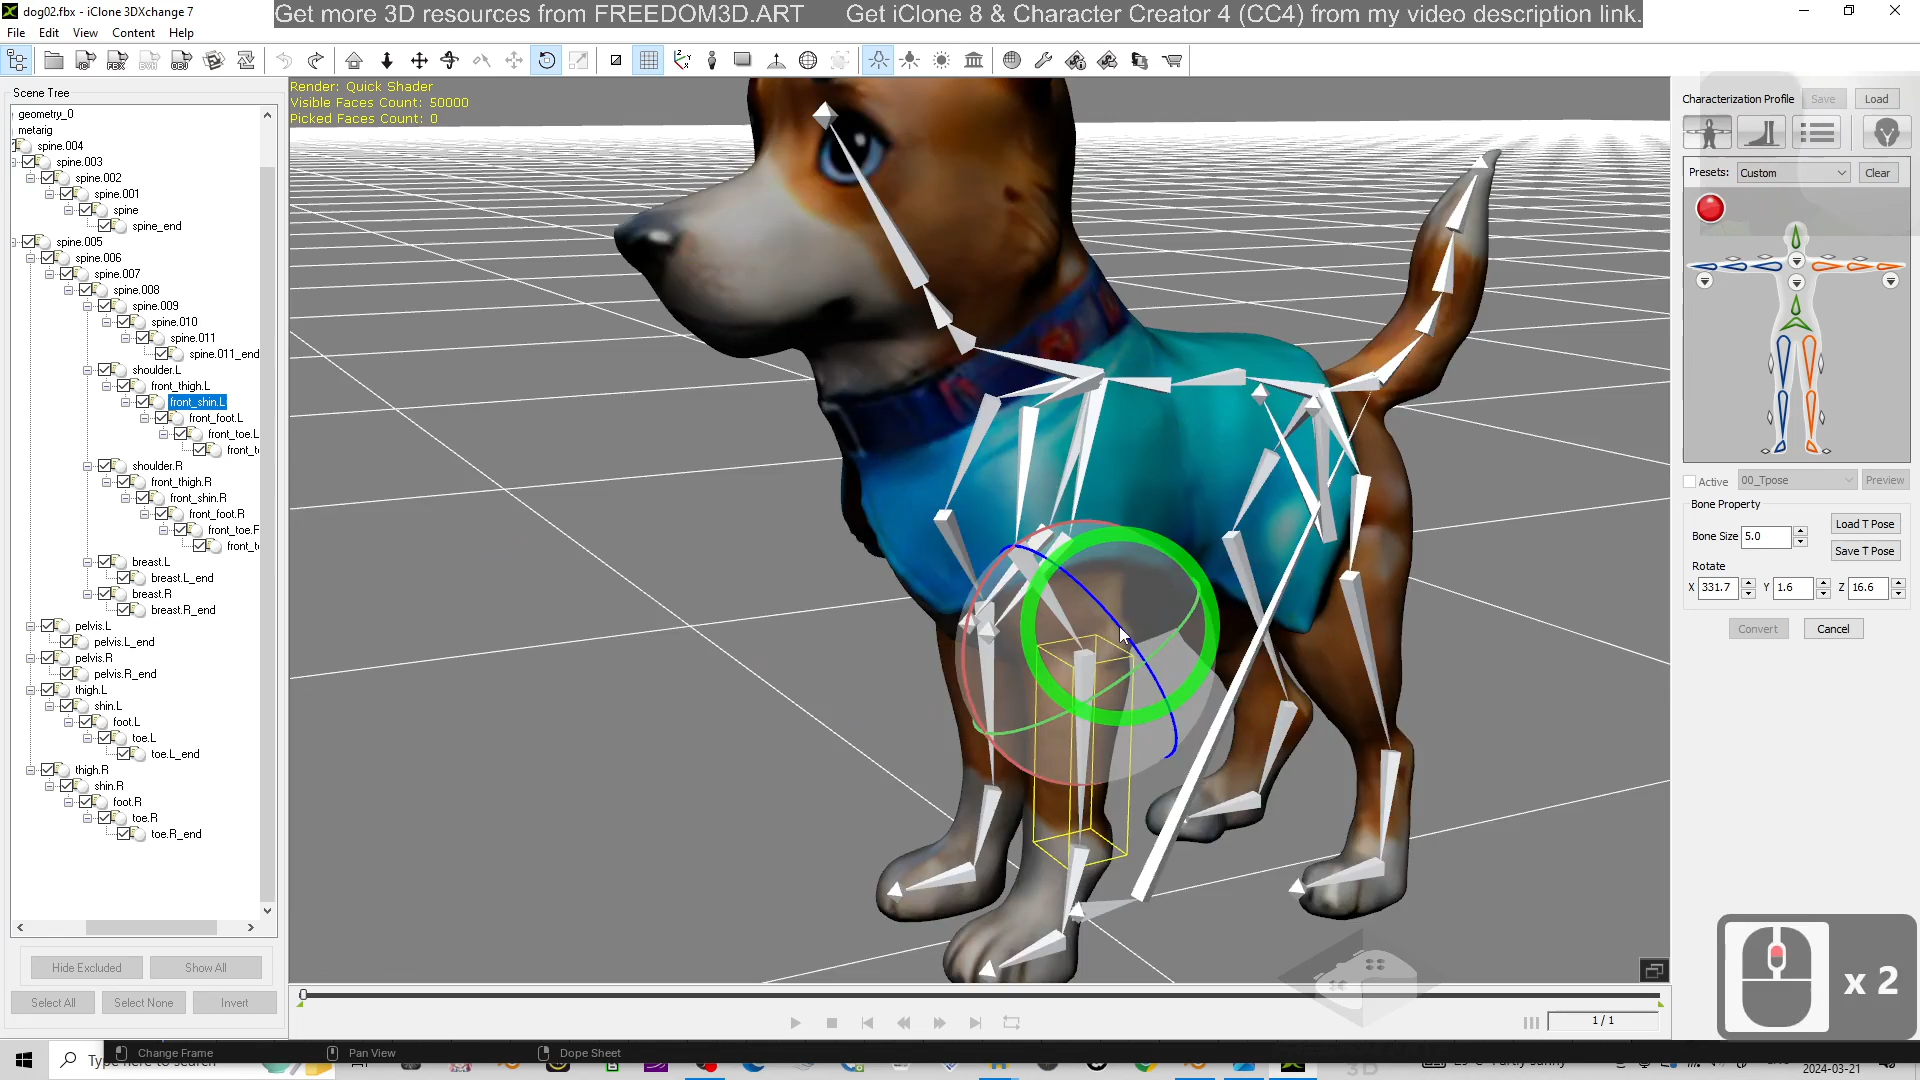 dog02.fbx - iClone 3DXchange 7
Get more 3D resources from FREEDOM3D.ART Get iClone 8 & Character Creator 4 (CC4) from my video description link.
File Edit View Content Help
Scene Tree
geometry_0
metarig
spine.004
spine.003
spine.002
spine.001
spine
spine_end
spine.005
spine.006
spine.007
spine.008
spine.009
spine.010
spine.011
spine.011_end
shoulder.L
front_thigh.L
front_shin.L
front_foot.L
front_toe.L
front_t
shoulder.R
front_thigh.R
front_shin.R
front_foot.R
front_toe.F
front_t
breast.L
breast.L_end
breast.R
breast.R_end
pelvis.L
pelvis.L_end
pelvis.R
pelvis.R_end
thigh.L
shin.L
foot.L
toe.L
toe.L_end
thigh.R
shin.R
foot.R
toe.R
toe.R_end
Hide Excluded Show All
Select All Select None Invert
Render: Quick Shader
Visible Faces Count: 50000
Picked Faces Count: 0
Characterization Profile Save Load
Presets: Custom Clear
Active 00_Tpose Preview
Bone Property
Bone Size 5.0 Load T Pose
Save T Pose
Rotate
X 331.7 Y 1.6 Z 16.6
Convert Cancel
x 2
1 / 1
Change Frame Pan View Dope Sheet
2024-03-21